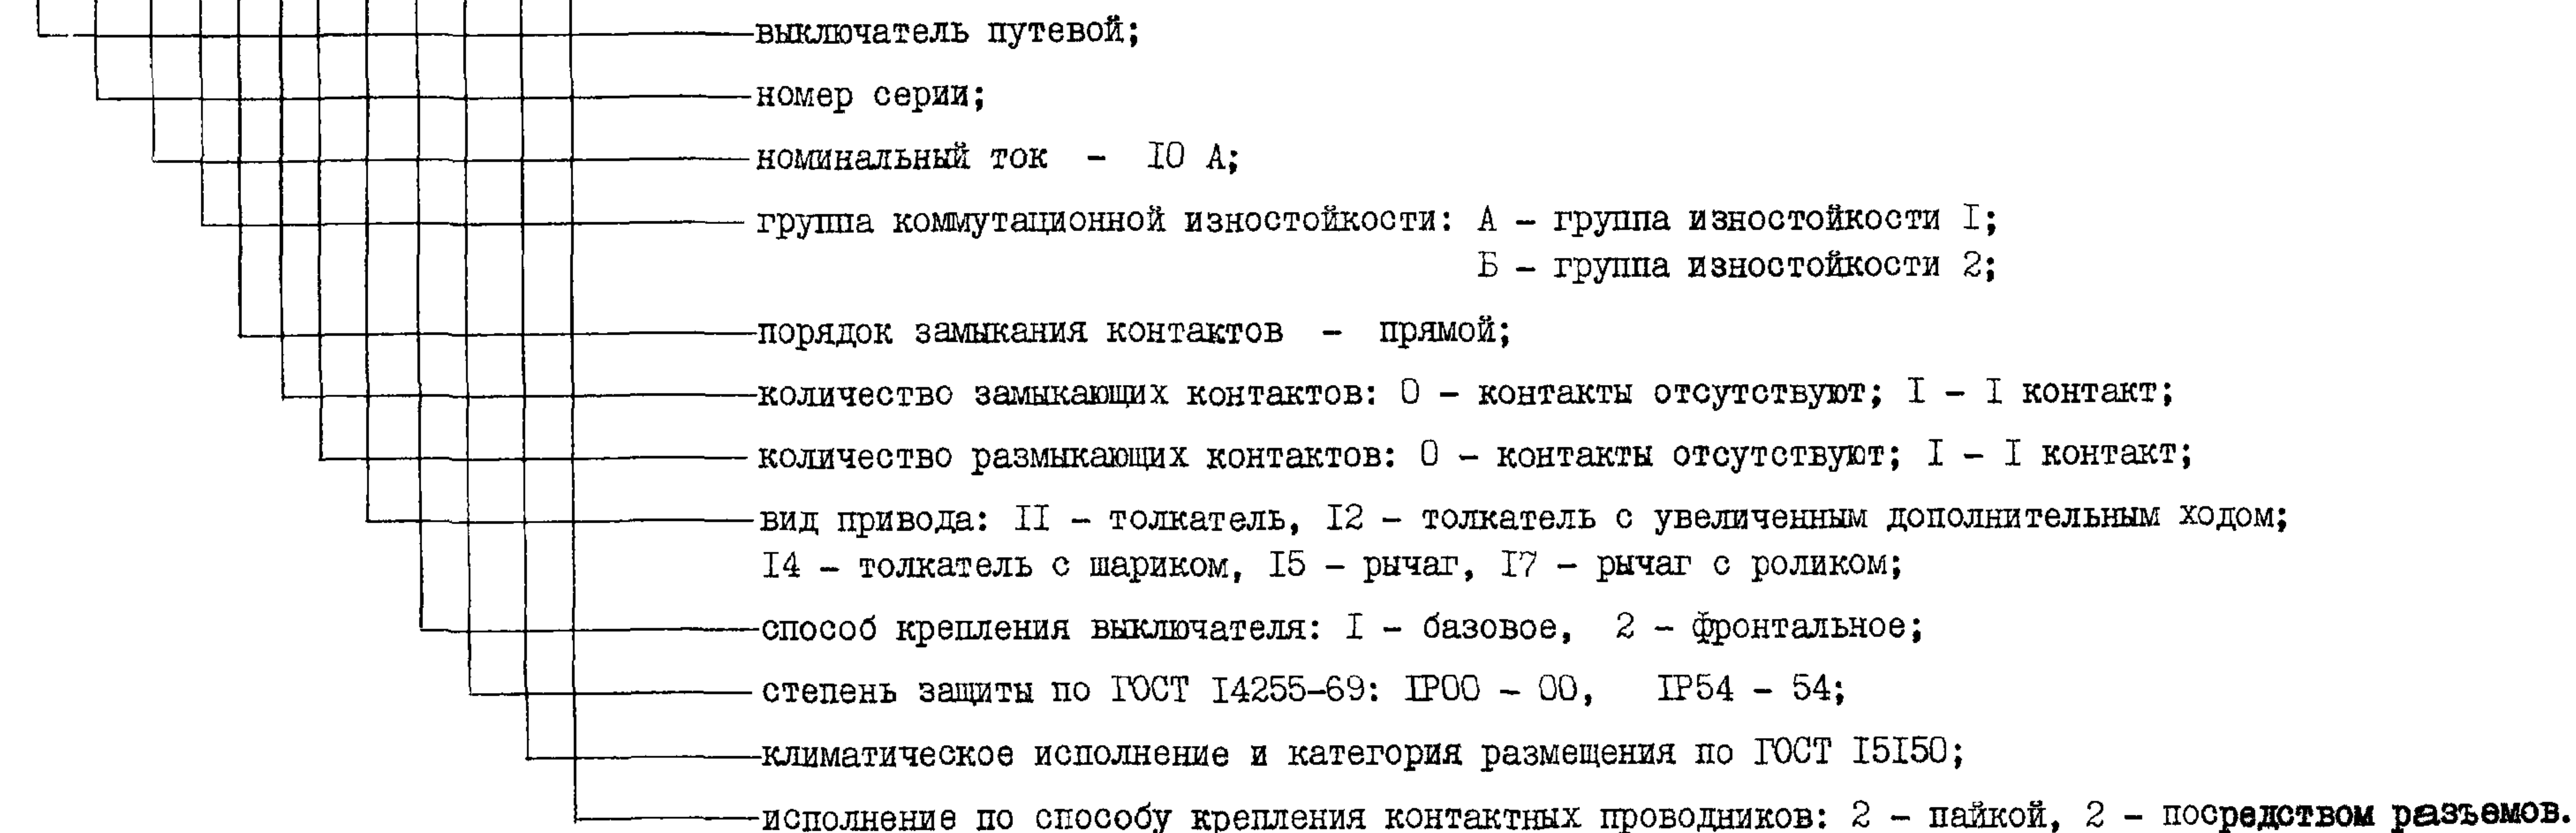 выключатель путевой;
номер серии;
номинальный ток - I0 А;
группа коммутационной изностойкости: А - группа изностойкости I;
Б - группа изностойкости 2;
порядок замыкания контактов - прямой;
количество замыкающих контактов: 0 - контакты отсутствуют; I - I контакт;
количество размыкающих контактов: 0 - контакты отсутствуют; I - I контакт;
вид привода: II - толкатель, I2 - толкатель с увеличенным дополнительным ходом;
I4 - толкатель с шариком, I5 - рычаг, I7 - рычаг с роликом;
способ крепления выключателя: I - базовое, 2 - фронтальное;
степень защиты по ГОСТ I4255-69: IP00 - 00, IP54 - 54;
климатическое исполнение и категория размещения по ГОСТ I5I50;
исполнение по способу крепления контактных проводников: 2 - пайкой, 2 - посредством разъемов.